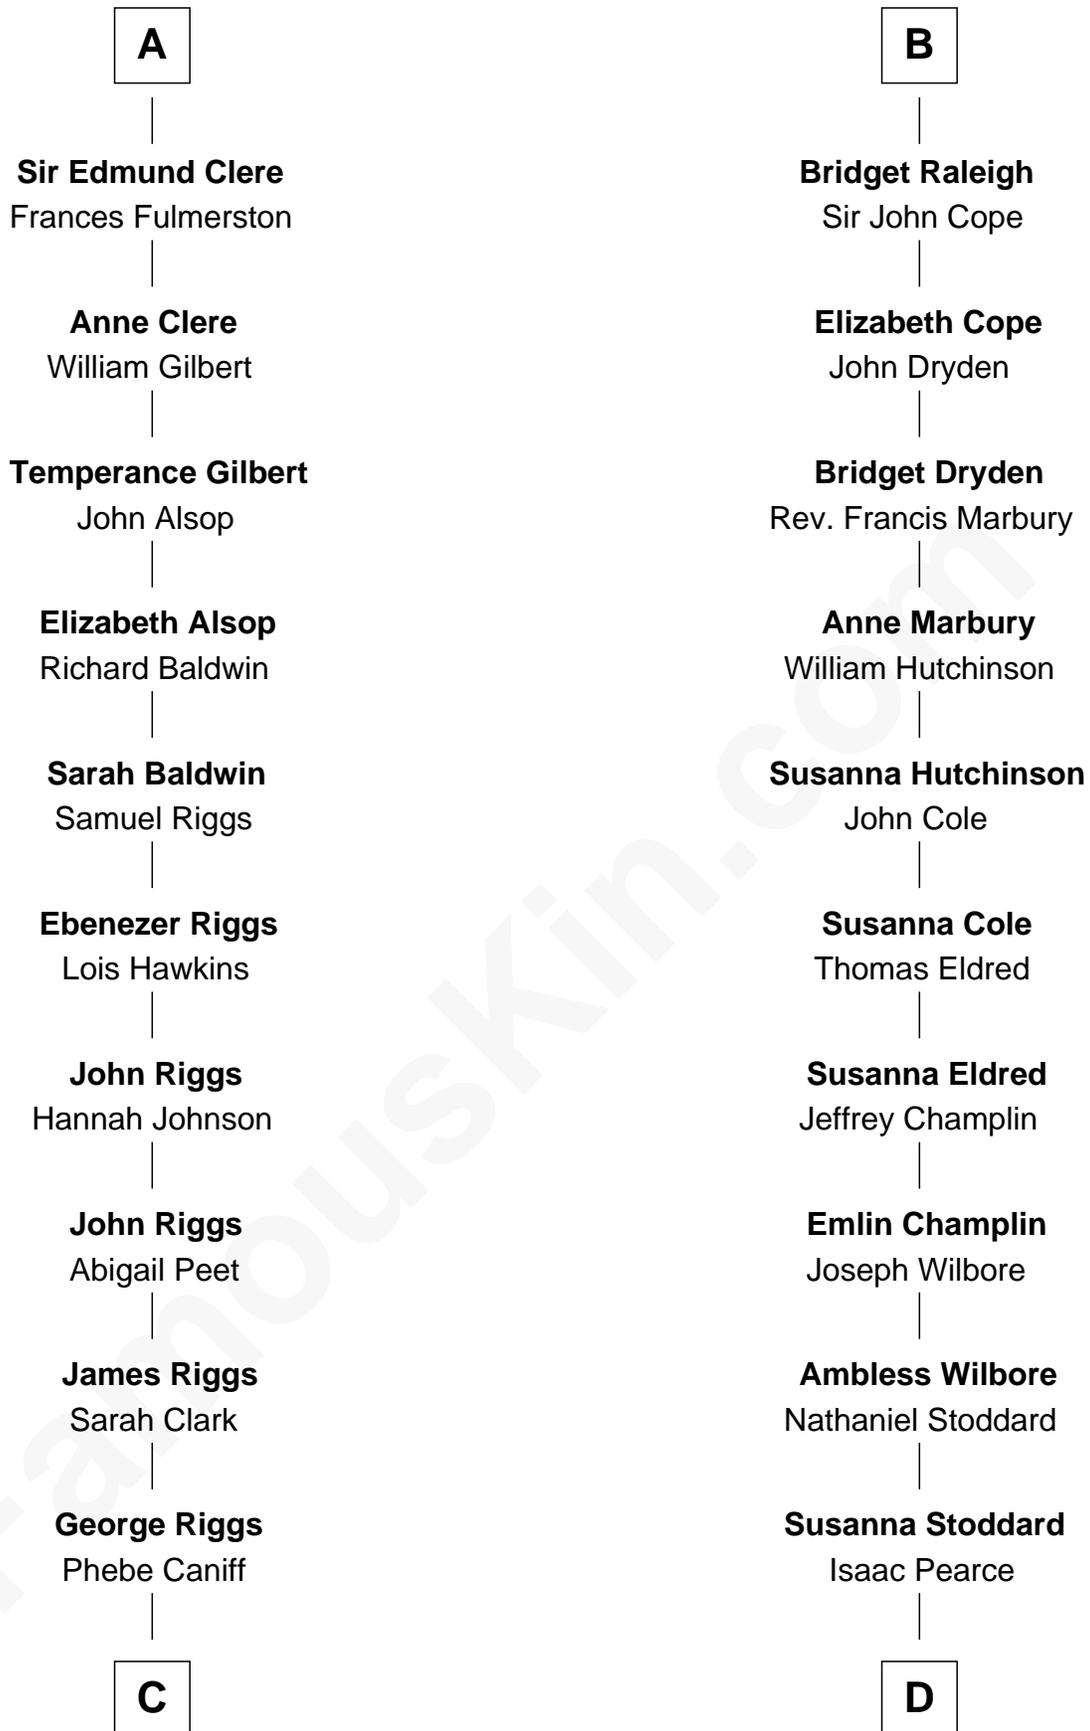 A
Sir Edmund Clere
Frances Fulmerston
Anne Clere
William Gilbert
Temperance Gilbert
John Alsop
Elizabeth Alsop
Richard Baldwin
Sarah Baldwin
Samuel Riggs
Ebenezer Riggs
Lois Hawkins
John Riggs
Hannah Johnson
John Riggs
Abigail Peet
James Riggs
Sarah Clark
George Riggs
Phebe Caniff
C
B
Bridget Raleigh
Sir John Cope
Elizabeth Cope
John Dryden
Bridget Dryden
Rev. Francis Marbury
Anne Marbury
William Hutchinson
Susanna Hutchinson
John Cole
Susanna Cole
Thomas Eldred
Susanna Eldred
Jeffrey Champlin
Emlin Champlin
Joseph Wilbore
Ambless Wilbore
Nathaniel Stoddard
Susanna Stoddard
Isaac Pearce
D
FamousKin.com